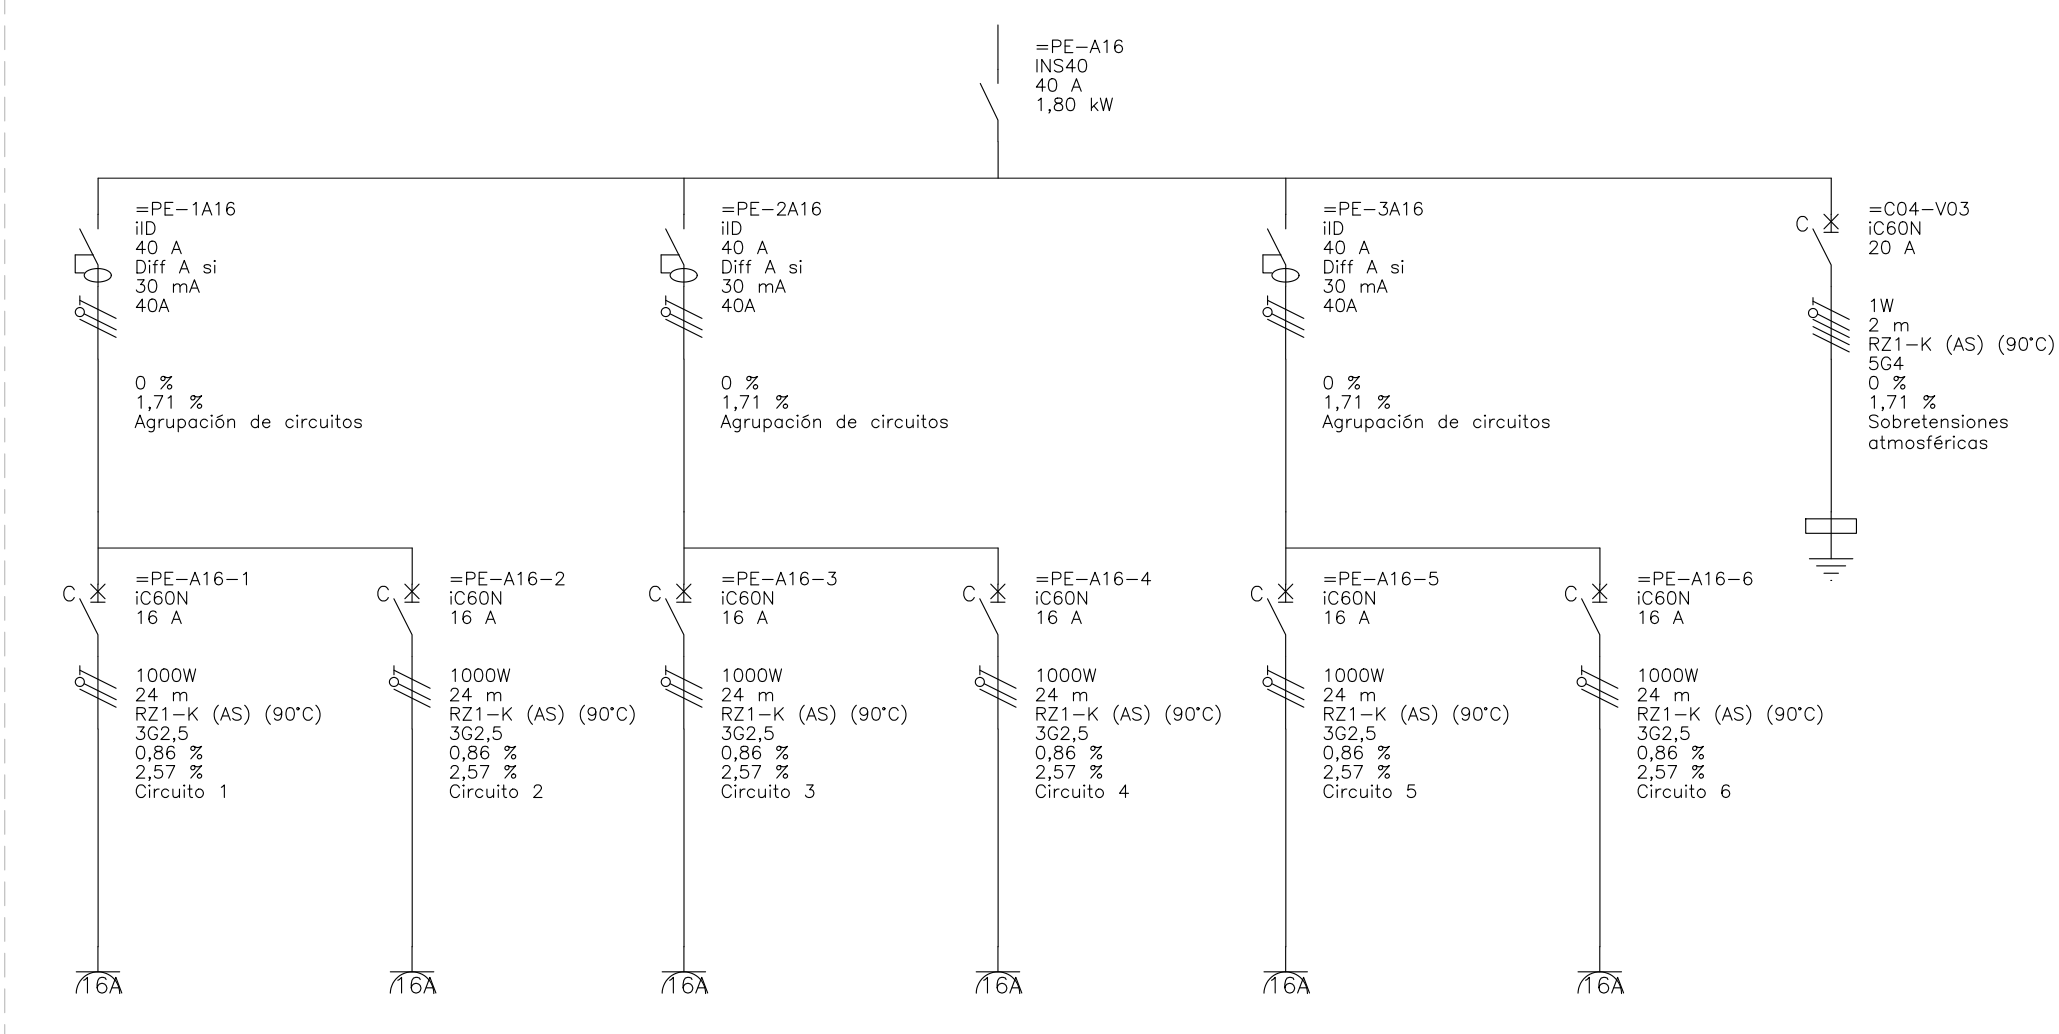 =PE-A16
INS40
40 A
1,80 kW
=PE-1A16
iID
40 A
Diff A si
30 mA
40A
0 %
1,71 %
Agrupación de circuitos
=PE-2A16
iID
40 A
Diff A si
30 mA
40A
0 %
1,71 %
Agrupación de circuitos
=PE-3A16
iID
40 A
Diff A si
30 mA
40A
0 %
1,71 %
Agrupación de circuitos
C
=C04-V03
iC60N
20 A
1W
2 m
RZ1-K (AS) (90°C)
5G4
0 %
1,71 %
Sobretensiones
atmosféricas
C
=PE-A16-1
iC60N
16 A
1000W
24 m
RZ1-K (AS) (90°C)
3G2,5
0,86 %
2,57 %
Circuito 1
16A
C
=PE-A16-2
iC60N
16 A
1000W
24 m
RZ1-K (AS) (90°C)
3G2,5
0,86 %
2,57 %
Circuito 2
16A
C
=PE-A16-3
iC60N
16 A
1000W
24 m
RZ1-K (AS) (90°C)
3G2,5
0,86 %
2,57 %
Circuito 3
16A
C
=PE-A16-4
iC60N
16 A
1000W
24 m
RZ1-K (AS) (90°C)
3G2,5
0,86 %
2,57 %
Circuito 4
16A
C
=PE-A16-5
iC60N
16 A
1000W
24 m
RZ1-K (AS) (90°C)
3G2,5
0,86 %
2,57 %
Circuito 5
16A
C
=PE-A16-6
iC60N
16 A
1000W
24 m
RZ1-K (AS) (90°C)
3G2,5
0,86 %
2,57 %
Circuito 6
16A